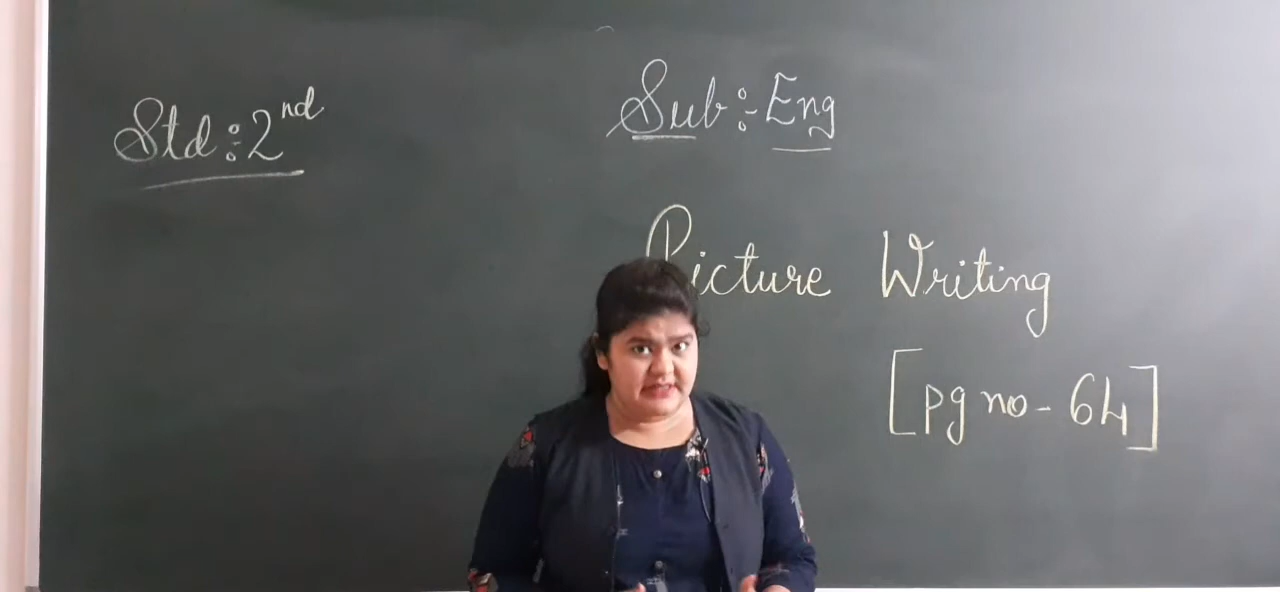 Std:2nd
Sub:-Eng
Picture Writing
[pg no - 64]